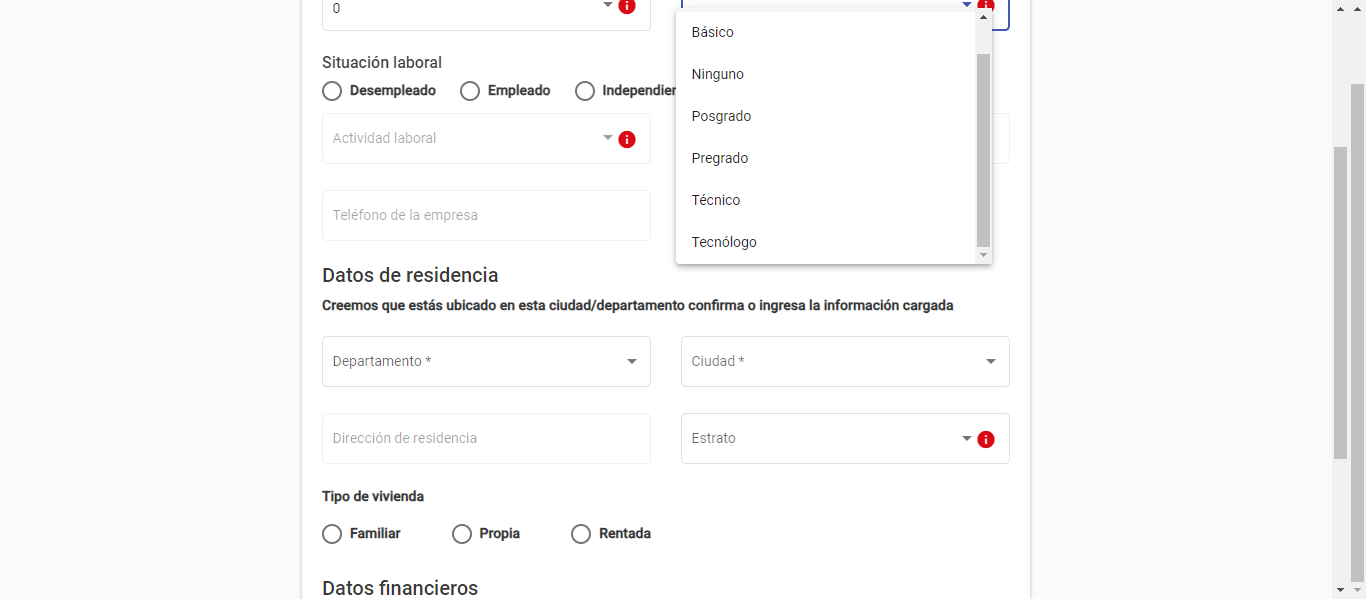 0
Básico
Ninguno
Posgrado
Pregrado
Técnico
Tecnólogo
Situación laboral
Desempleado Empleado Independien
Actividad laboral
Teléfono de la empresa
Datos de residencia
Creemos que estás ubicado en esta ciudad/departamento confirma o ingresa la información cargada
Departamento * Ciudad *
Dirección de residencia Estrato
Tipo de vivienda
Familiar Propia Rentada
Datos financieros